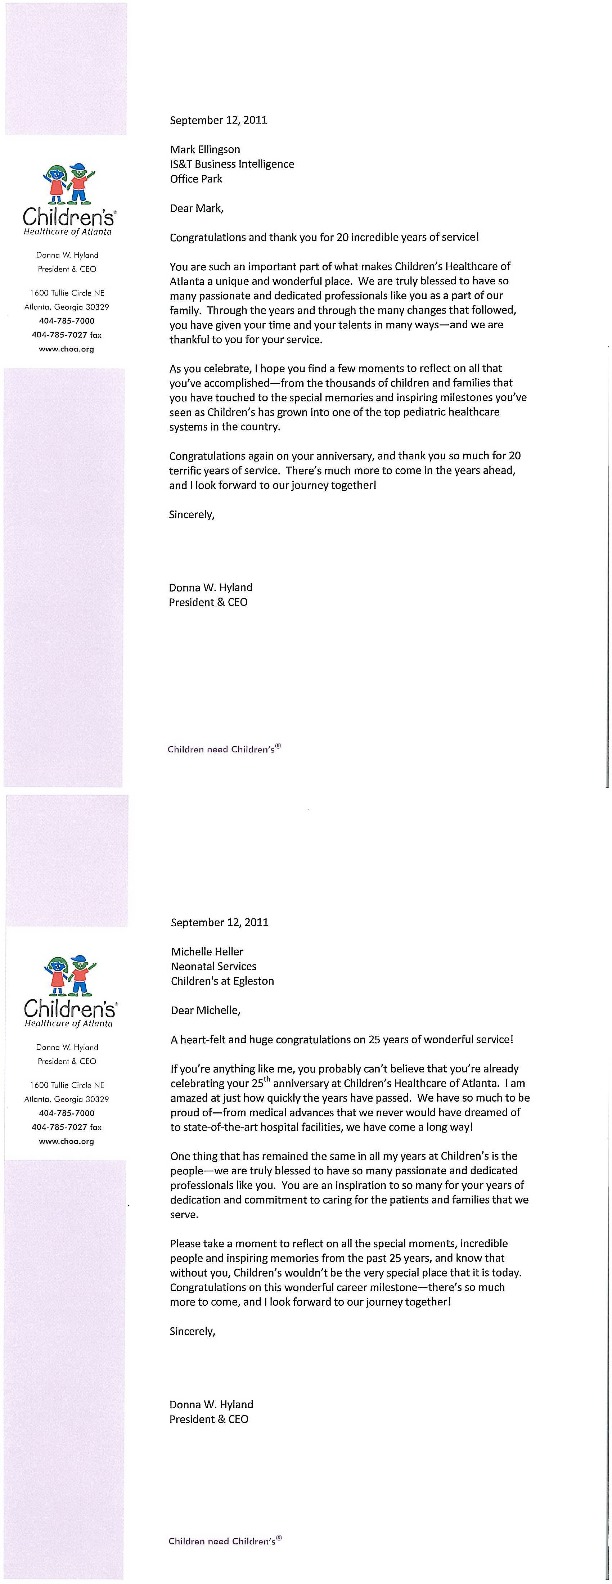 September 12, 2011
Mark Ellingson
IS&T Business Intelligence
Office Park
Dear Mark,
Children's®
Healthcare of Atlanta
Donna W. Hyland
President & CEO
1600 Tullie Circle NE
Atlanta, Georgia 30329
404-785-7000
404-785-7027 fax
www.choa.org
Congratulations and thank you for 20 incredible years of service!
You are such an important part of what makes Children's Healthcare of
Atlanta a unique and wonderful place. We are truly blessed to have so
many passionate and dedicated professionals like you as a part of our
family. Through the years and through the many changes that followed,
you have given your time and your talents in many ways—and we are
thankful to you for your service.
As you celebrate, I hope you find a few moments to reflect on all that
you've accomplished—from the thousands of children and families that
you have touched to the special memories and inspiring milestones you've
seen as Children's has grown into one of the top pediatric healthcare
systems in the country.
Congratulations again on your anniversary, and thank you so much for 20
terrific years of service. There's much more to come in the years ahead,
and I look forward to our journey together!
Sincerely,
Donna W. Hyland
President & CEO
Children need Children's®
September 12, 2011
Michelle Heller
Neonatal Services
Children's at Egleston
Dear Michelle,
Children's®
Healthcare of Atlanta
Donna W. Hyland
President & CEO
1600 Tullie Circle NE
Atlanta, Georgia 30329
404-785-7000
404-785-7027 fax
www.choa.org
A heart-felt and huge congratulations on 25 years of wonderful service!
If you're anything like me, you probably can't believe that you're already
celebrating your 25th anniversary at Children's Healthcare of Atlanta. I am
amazed at just how quickly the years have passed. We have so much to be
proud of—from medical advances that we never would have dreamed of
to state-of-the-art hospital facilities, we have come a long way!
One thing that has remained the same in all my years at Children's is the
people—we are truly blessed to have so many passionate and dedicated
professionals like you. You are an inspiration to so many for your years of
dedication and commitment to caring for the patients and families that we
serve.
Please take a moment to reflect on all the special moments, incredible
people and inspiring memories from the past 25 years, and know that
without you, Children's wouldn't be the very special place that it is today.
Congratulations on this wonderful career milestone—there's so much
more to come, and I look forward to our journey together!
Sincerely,
Donna W. Hyland
President & CEO
Children need Children's®